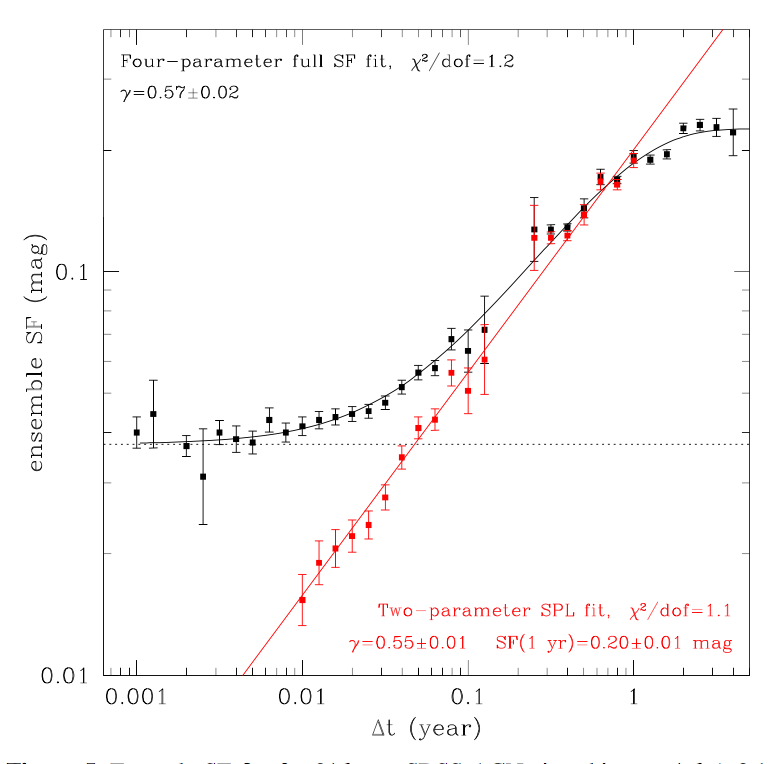 Four-parameter full SF fit, χ²/dof=1.2
γ=0.57±0.02
0.1
ensemble SF (mag)
Two-parameter SPL fit, χ²/dof=1.1
γ=0.55±0.01 SF(1 yr)=0.20±0.01 mag
0.01
0.001 0.01 0.1 1
Δt (year)